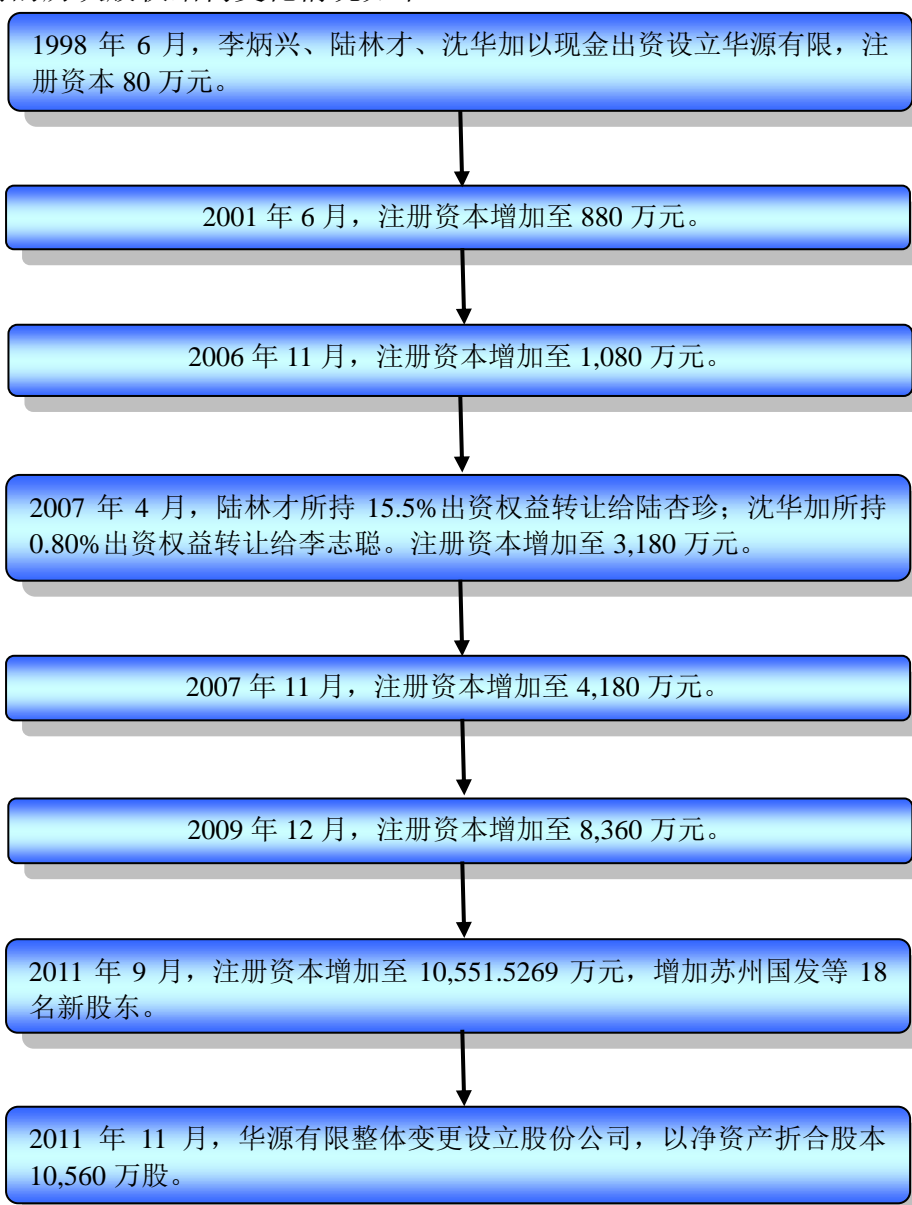 1998 年 6 月，李炳兴、陆林才、沈华加以现金出资设立华源有限，注
册资本 80 万元。
2001 年 6 月，注册资本增加至 880 万元。
2006 年 11 月，注册资本增加至 1,080 万元。
2007 年 4 月，陆林才所持 15.5%出资权益转让给陆杏珍；沈华加所持
0.80%出资权益转让给李志聪。注册资本增加至 3,180 万元。
2007 年 11 月，注册资本增加至 4,180 万元。
2009 年 12 月，注册资本增加至 8,360 万元。
2011 年 9 月，注册资本增加至 10,551.5269 万元，增加苏州国发等 18
名新股东。
2011 年 11 月，华源有限整体变更设立股份公司，以净资产折合股本
10,560 万股。